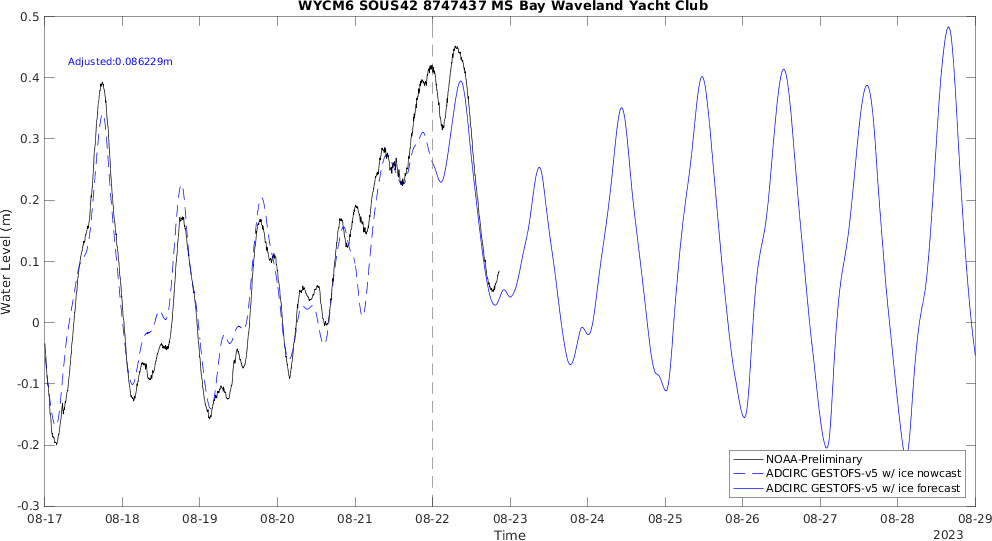 WYCM6 SOUS42 8747437 MS Bay Waveland Yacht Club
Adjusted:0.086229m
Water Level (m)
0.5
0.4
0.3
0.2
0.1
0
-0.1
-0.2
-0.3
NOAA-Preliminary
ADCIRC GESTOFS-v5 w/ ice nowcast
ADCIRC GESTOFS-v5 w/ ice forecast
08-17 08-18 08-19 08-20 08-21 08-22 08-23 08-24 08-25 08-26 08-27 08-28 08-29
Time
2023